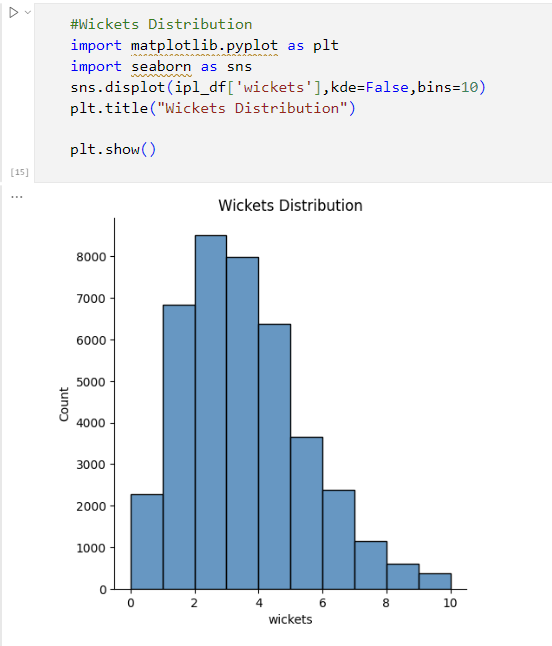 #Wickets Distribution
import matplotlib.pyplot as plt
import seaborn as sns
sns.displot(ipl_df['wickets'],kde=False,bins=10)
plt.title("Wickets Distribution")
plt.show()
[15]
...
Wickets Distribution
8000
7000
6000
5000
4000
3000
2000
1000
0
Count
0 2 4 6 8 10
wickets